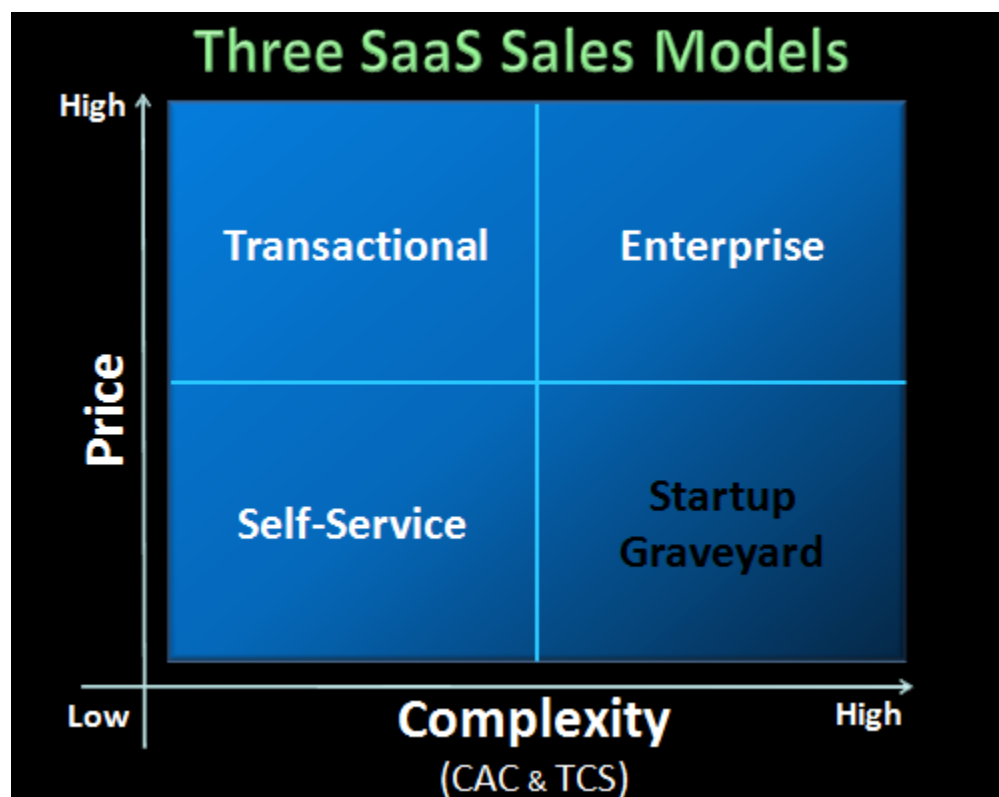 Three SaaS Sales Models
High
Transactional
Enterprise
Price
Self-Service
Startup
Graveyard
Low
Complexity
High
(CAC & TCS)